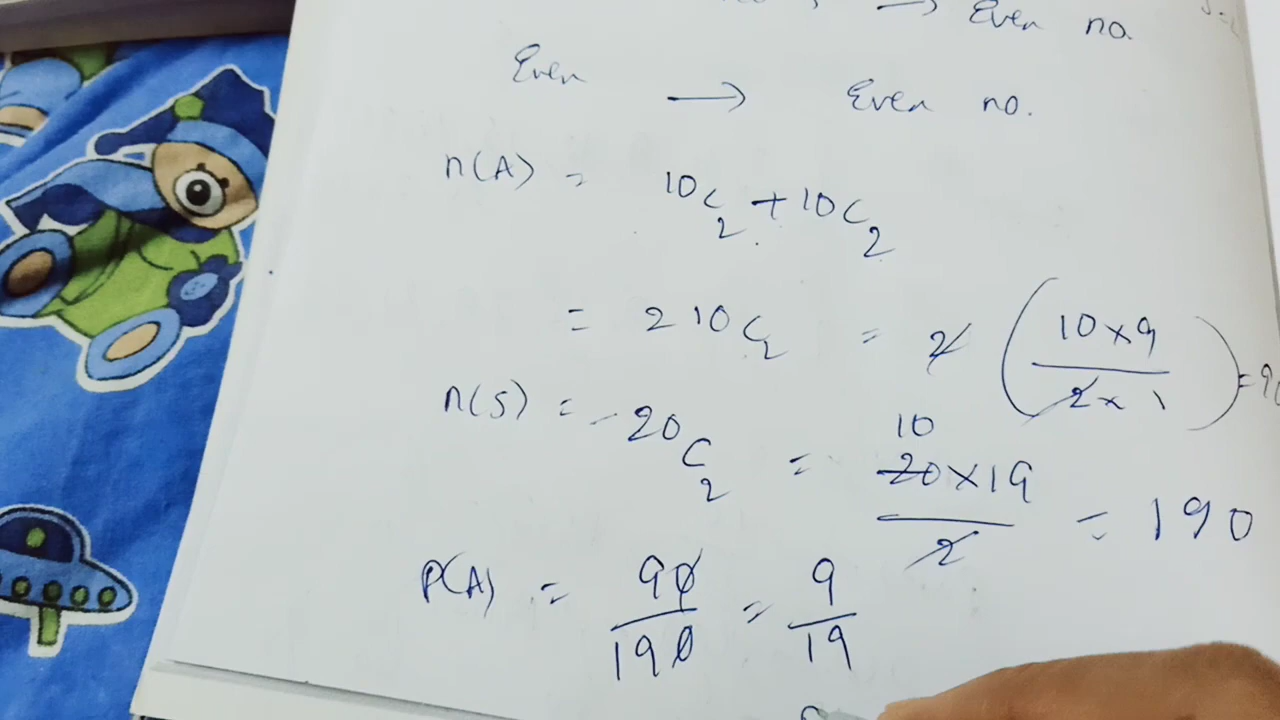 → Even no.
Even → Even no.
n(A) = 10C2 + 10C2
= 2 10C2 = 2 (10×9 / 2×1) = 90
n(S) = 20C2 = 20×19 / 2 = 190
10
P(A) = 90/190 = 9/19